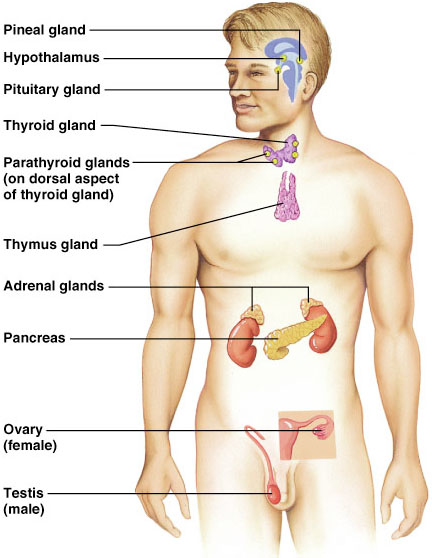 Pineal gland
Hypothalamus
Pituitary gland
Thyroid gland
Parathyroid glands
(on dorsal aspect
of thyroid gland)
Thymus gland
Adrenal glands
Pancreas
Ovary
(female)
Testis
(male)